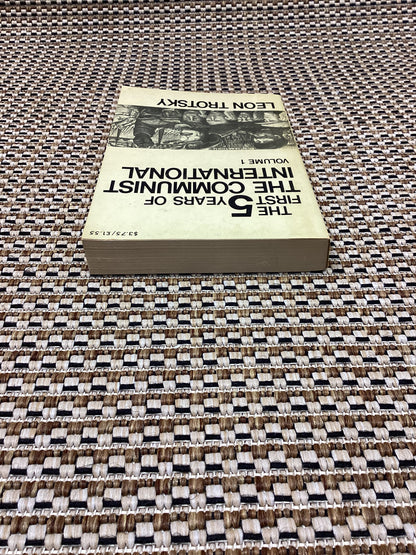 THE
FIRST 5 YEARS OF
THE COMMUNIST
INTERNATIONAL
VOLUME 1
LEON TROTSKY
$3.75/£1.55